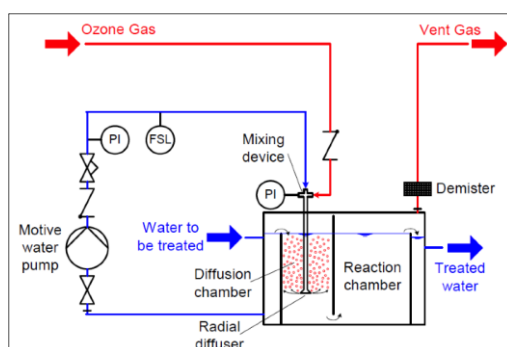 Ozone Gas
Vent Gas
PI
FSL
Mixing
device
PI
Demister
Motive
water
pump
Water to
be treated
Diffusion
chamber
Reaction
chamber
Treated
water
Radial
diffuser